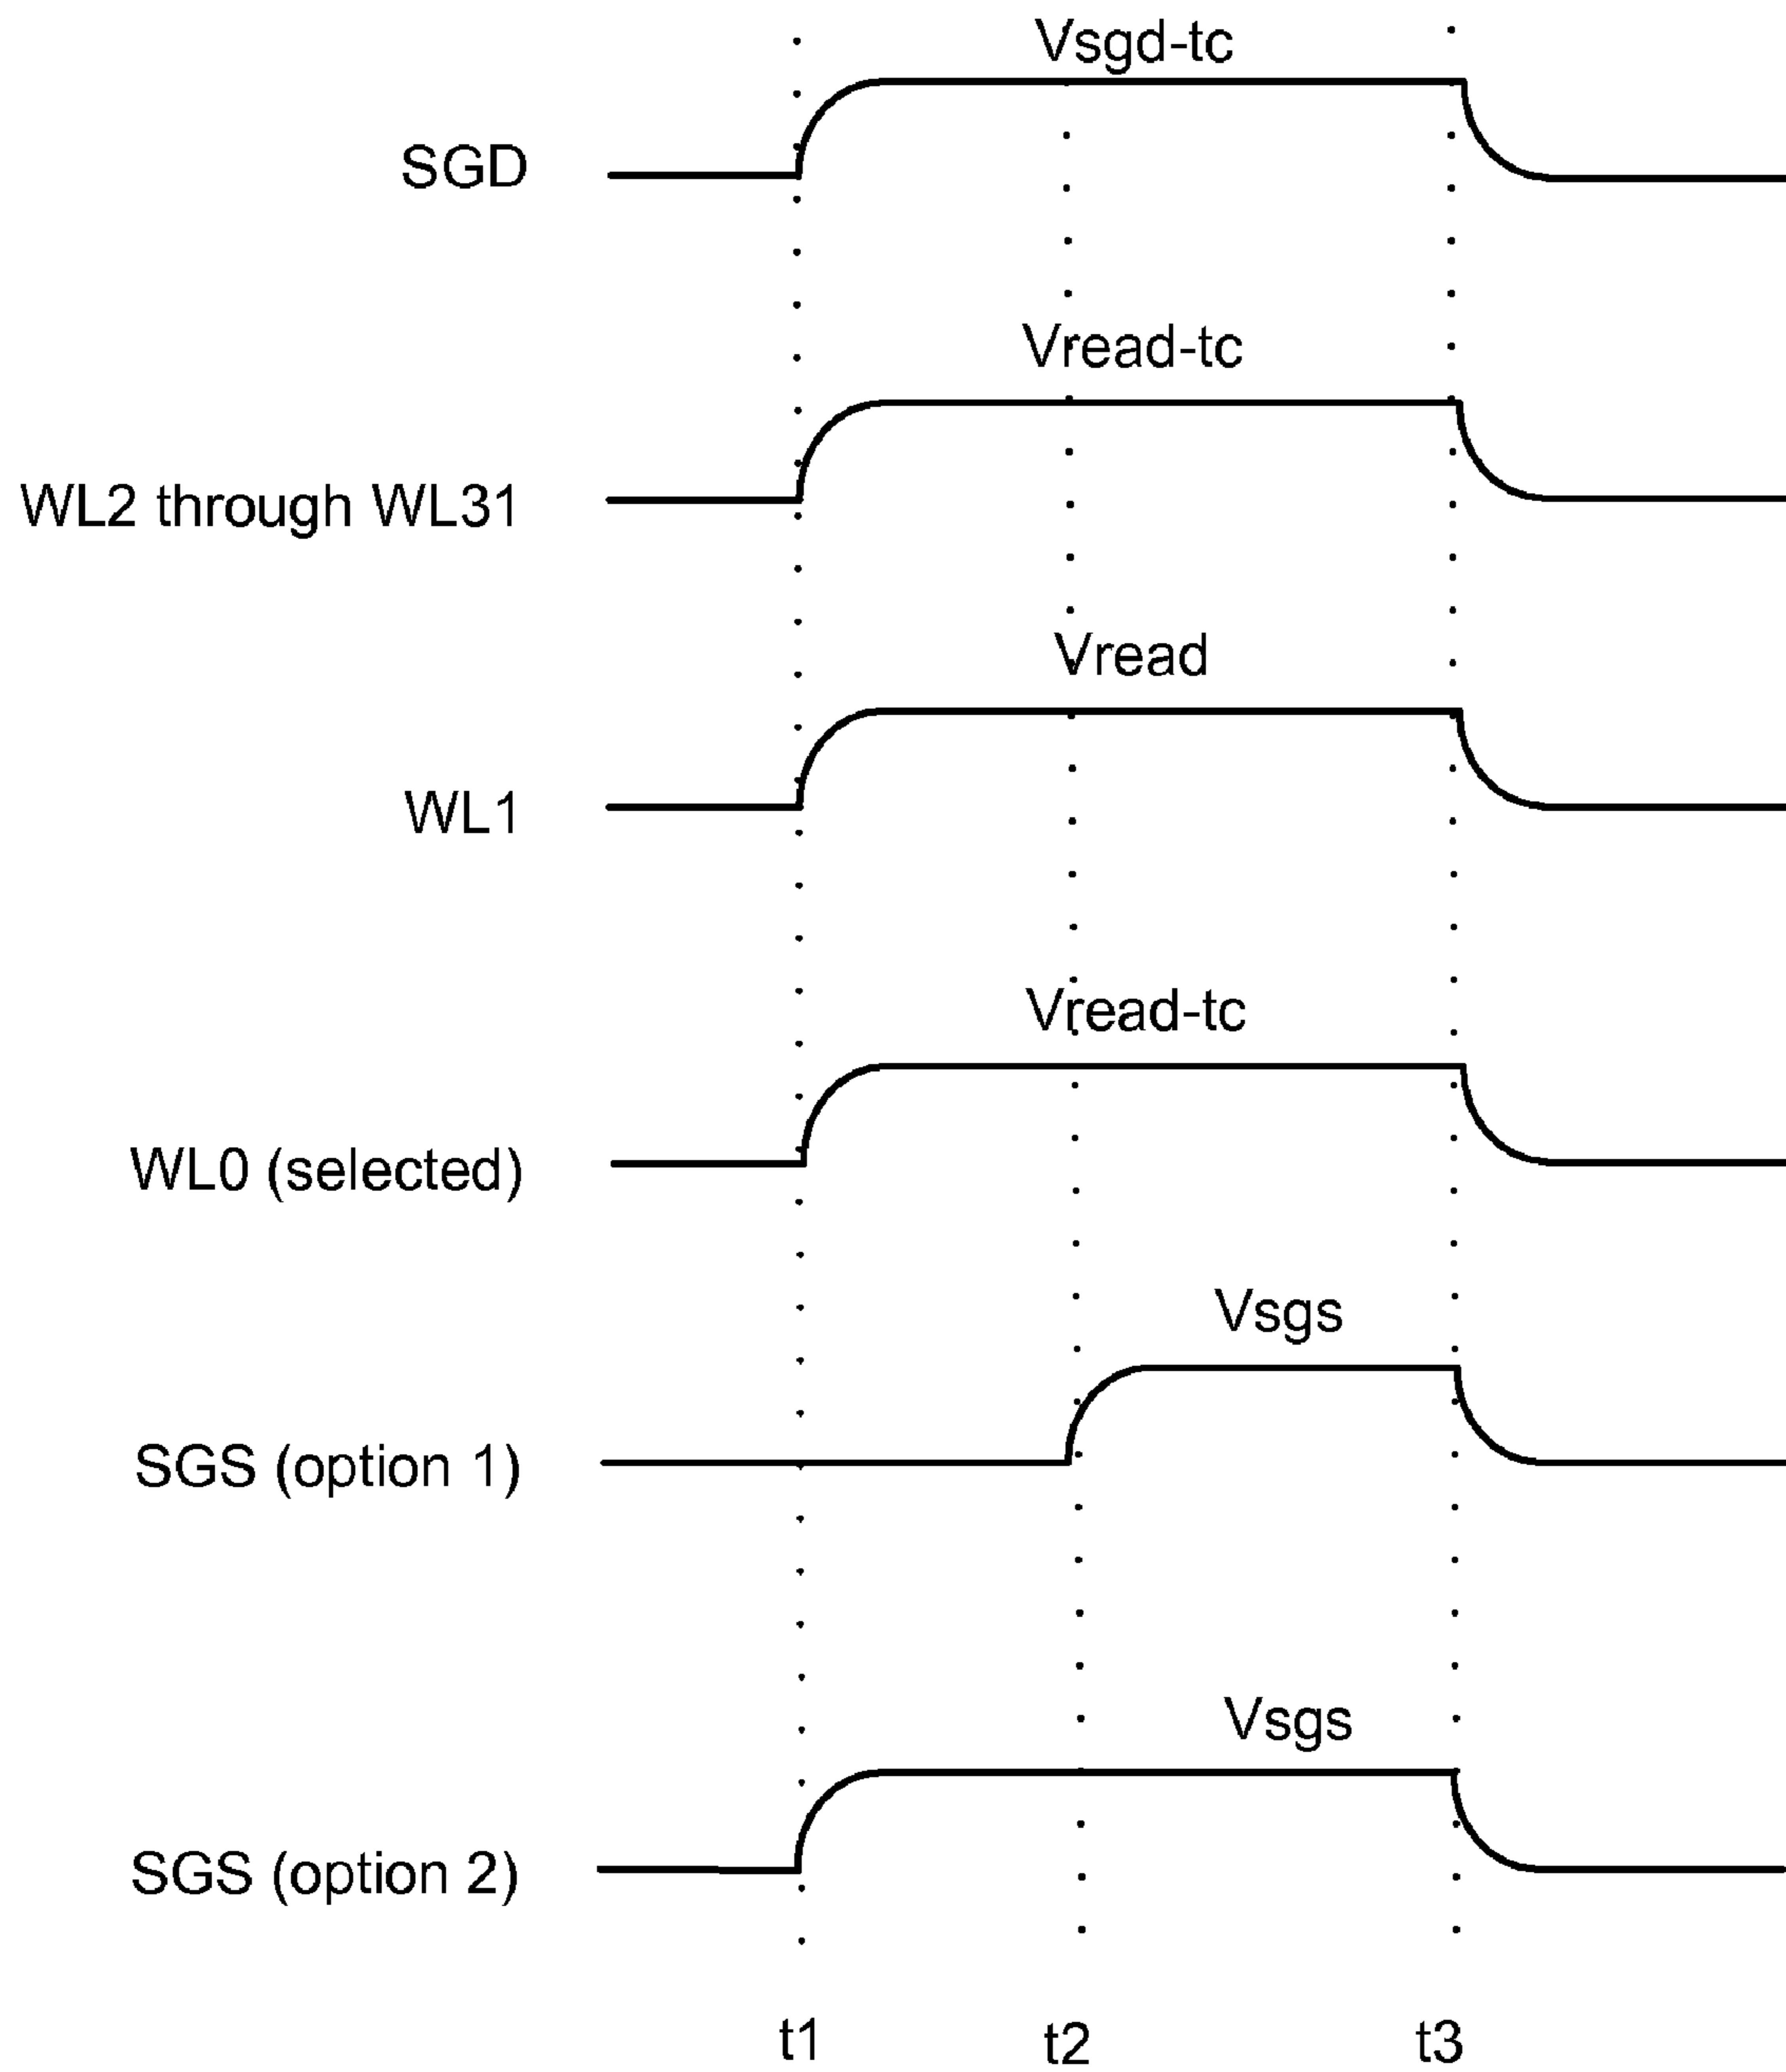 Vsgd-tc
SGD
Vread-tc
WL2 through WL31
Vread
WL1
Vread-tc
WL0 (selected)
Vsgs
SGS (option 1)
Vsgs
SGS (option 2)
t1 t2 t3